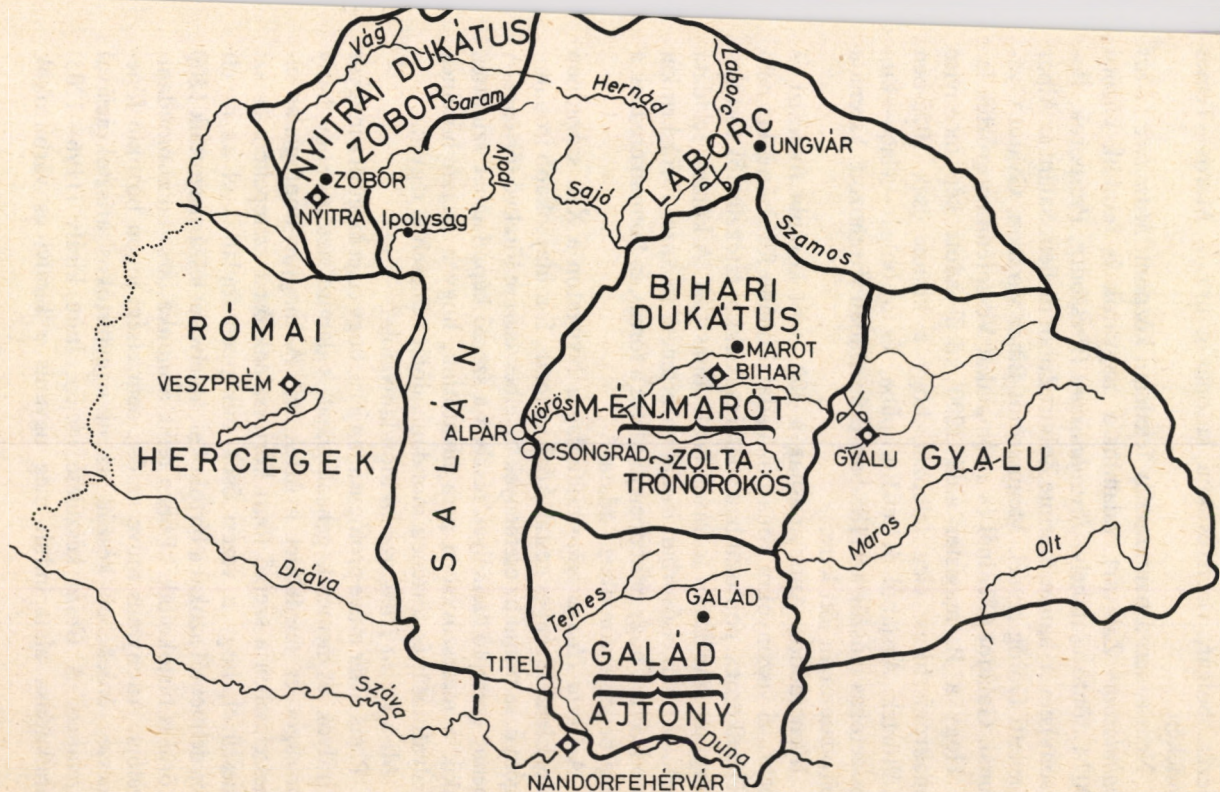 Vág
NYITRAI DUKÁTUS
ZOBOR
Garam
Hernád
Laborc
LABORC
UNGVÁR
ZOBOR
NYITRA
Ipolyság
Ipoly
Sajó
Szamos
RÓMAI
VESZPRÉM
HERCEGEK
SALÁN
BIHARI
DUKÁTUS
MARÓT
BIHAR
Körös
M-ÉN.MARÓT
ALPÁR
CSONGRÁD
~ZOLTA
TRÓNÖRÖKÖS
GYALU
GYALU
Maros
Olt
Dráva
Száva
Temes
GALÁD
TITEL
GALÁD
AJTONY
Duna
NÁNDORFEHÉRVÁR